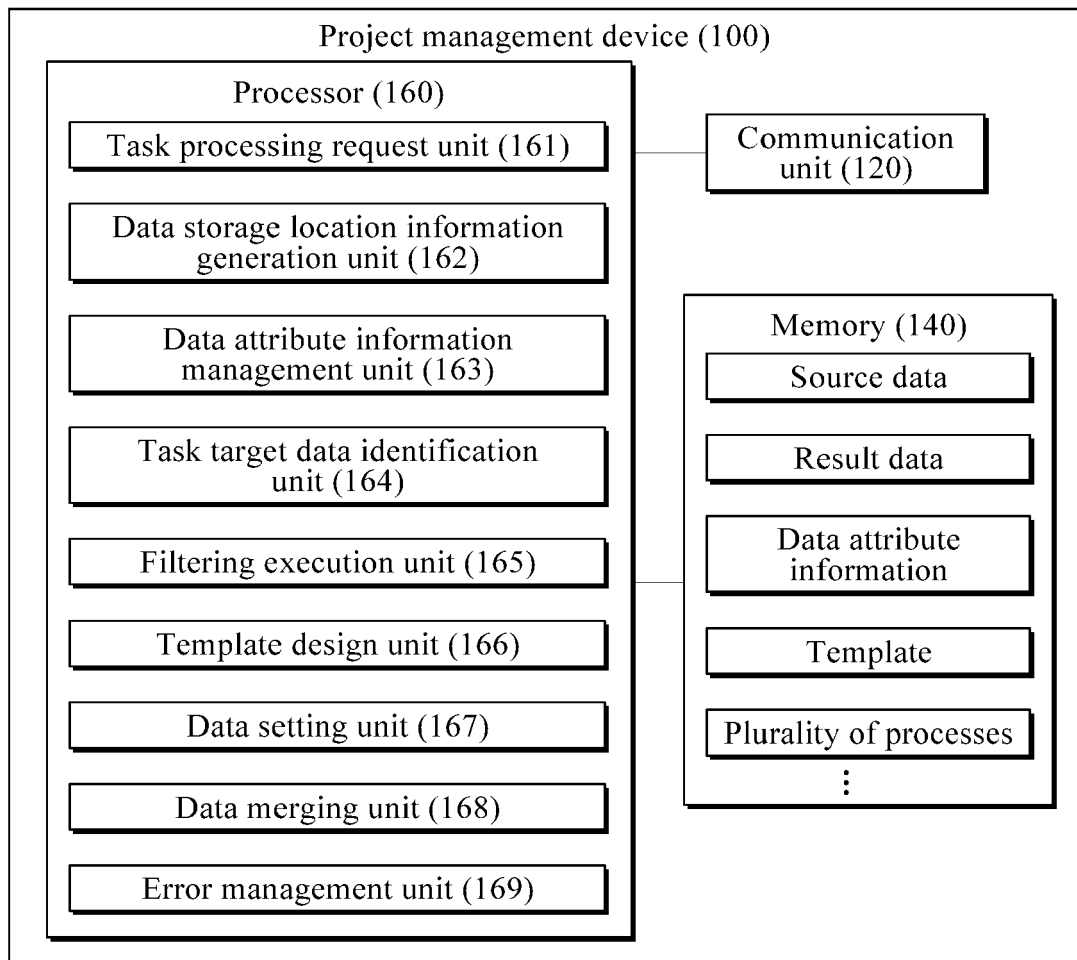 Project management device (100)
Processor (160)
Task processing request unit (161)
Data storage location information
generation unit (162)
Data attribute information
management unit (163)
Task target data identification
unit (164)
Filtering execution unit (165)
Template design unit (166)
Data setting unit (167)
Data merging unit (168)
Error management unit (169)
Communication
unit (120)
Memory (140)
Source data
Result data
Data attribute
information
Template
Plurality of processes
⋮